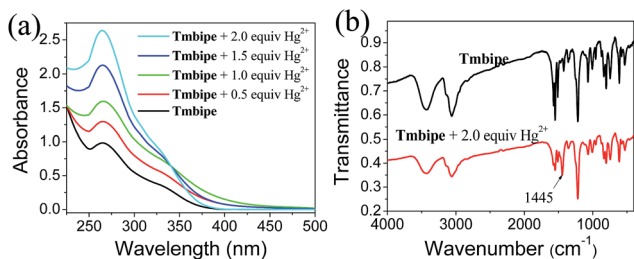 (a)
Tmbipe + 2.0 equiv Hg²⁺
Tmbipe + 1.5 equiv Hg²⁺
Tmbipe + 1.0 equiv Hg²⁺
Tmbipe + 0.5 equiv Hg²⁺
Tmbipe
Absorbance
2.5
2.0
1.5
1.0
0.5
0.0
250 300 350 400 450 500
Wavelength (nm)
(b)
Tmbipe
Tmbipe + 2.0 equiv Hg²⁺
1445
Transmittance
0.9
0.8
0.7
0.6
0.5
0.4
0.3
0.2
4000 3000 2000 1000
Wavenumber (cm⁻¹)